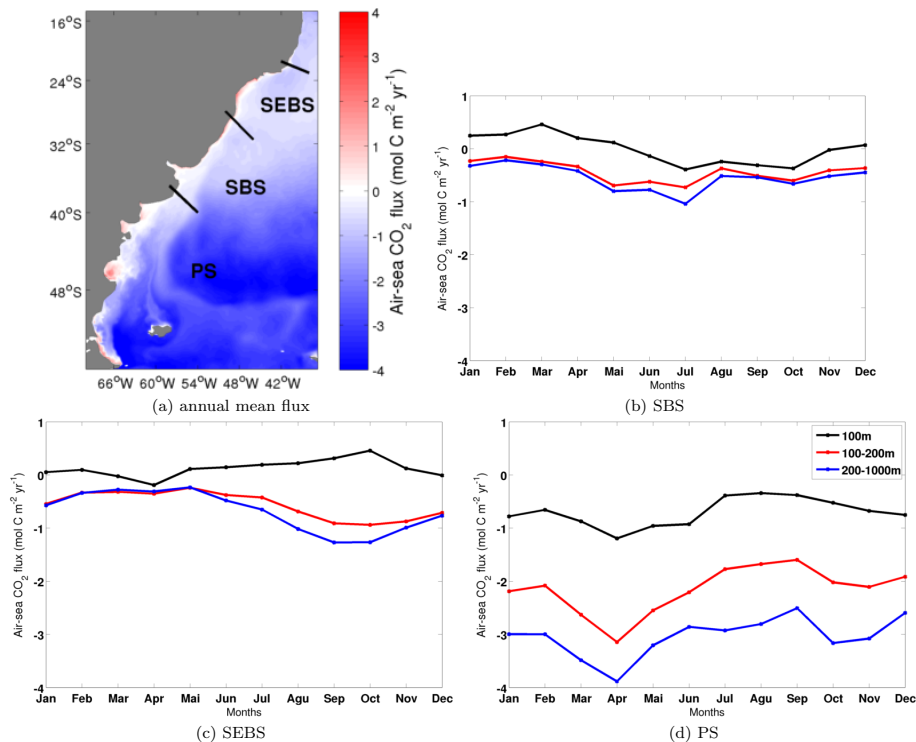 16°S
24°S
32°S
40°S
48°S
66°W 60°W 54°W 48°W 42°W
SEBS
SBS
PS
4
3
2
1
0
-1
-2
-3
-4
Air-sea CO2 flux (mol C m-2 yr-1)
(a) annual mean flux
1
0
-1
-2
-3
-4
Air-sea CO2 flux (mol C m-2 yr-1)
Jan Feb Mar Apr Mai Jun Jul Agu Sep Oct Nov Dec
Months
(b) SBS
1
0
-1
-2
-3
-4
Air-sea CO2 flux (mol C m-2 yr-1)
Jan Feb Mar Apr Mai Jun Jul Agu Sep Oct Nov Dec
Months
(c) SEBS
1
0
-1
-2
-3
-4
Air-sea CO2 flux (mol C m-2 yr-1)
100m
100-200m
200-1000m
Jan Feb Mar Apr Mai Jun Jul Agu Sep Oct Nov Dec
Months
(d) PS